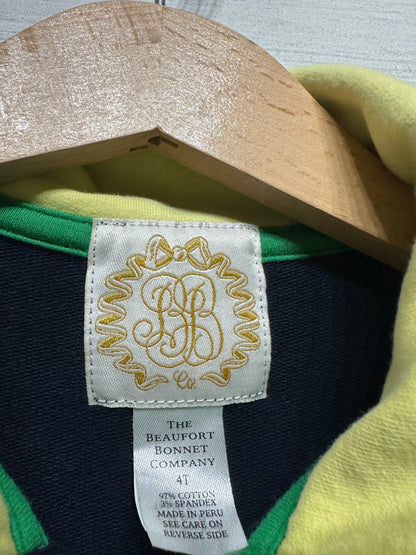 BB
Co.
THE
BEAUFORT
BONNET
COMPANY
4T
97% COTTON
3% SPANDEX
MADE IN PERU
SEE CARE ON
REVERSE SIDE